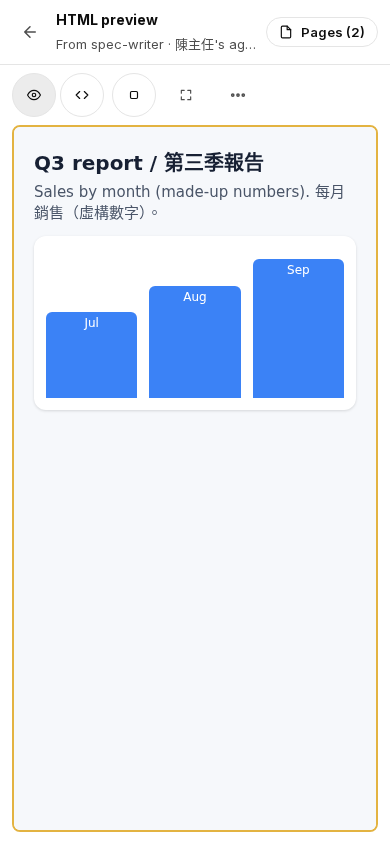 HTML preview
From spec-writer · 陳主任's ag…
Pages (2)
Q3 report / 第三季報告
Sales by month (made-up numbers). 每月
銷售（虛構數字）。
Jul
Aug
Sep